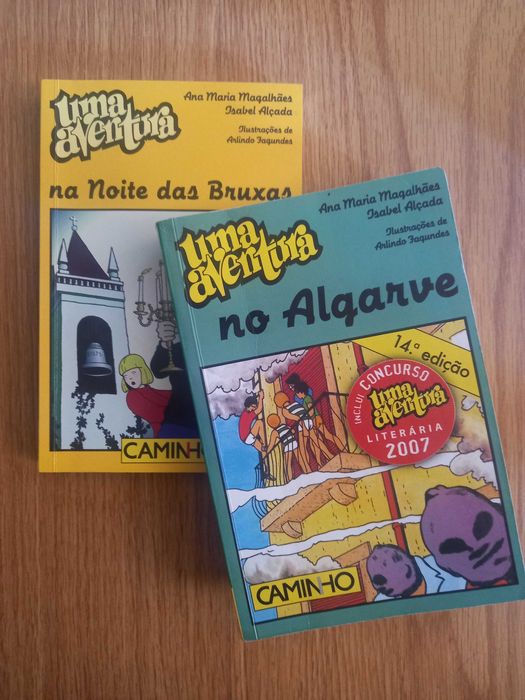 uma
aventura
Ana Maria Magalhães
Isabel Alçada
Ilustrações de
Arlindo Fagundes
na Noite das Bruxas
CAMINHO
uma
aventura
Ana Maria Magalhães
Isabel Alçada
Ilustrações de
Arlindo Fagundes
no Algarve
14.ª edição
INCLUI CONCURSO
uma
aventura
LITERÁRIA
2007
CAMINHO